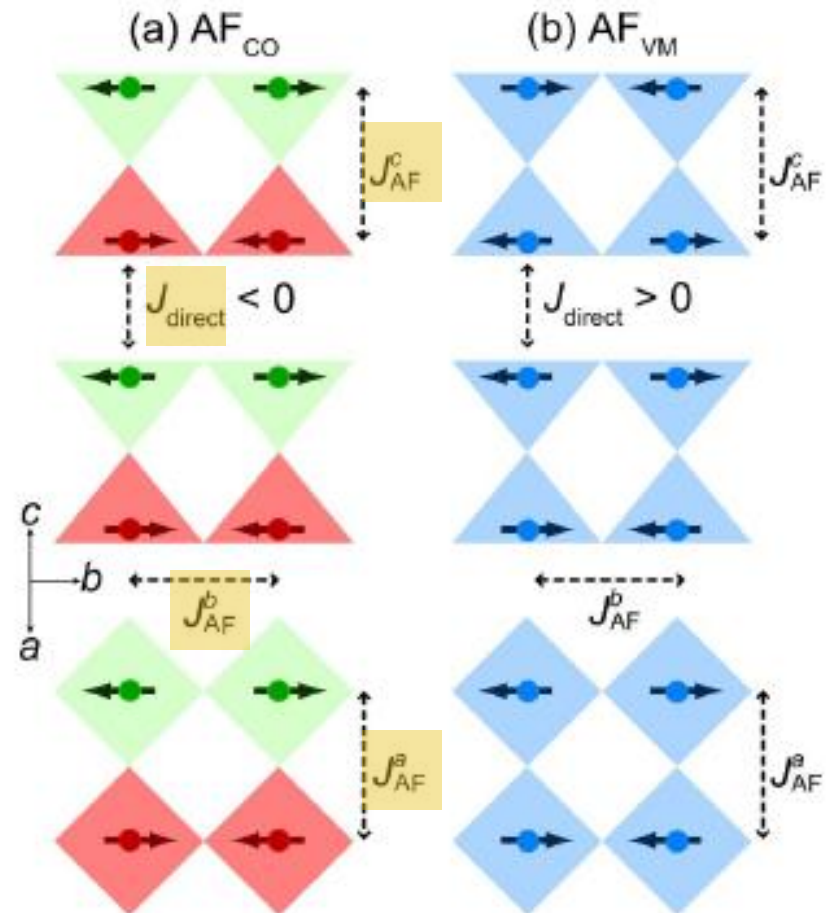 (a) AF_CO (b) AF_VM
J^c_AF J^c_AF
J_direct < 0 J_direct > 0
c
b
a
J^b_AF J^b_AF
J^a_AF J^a_AF